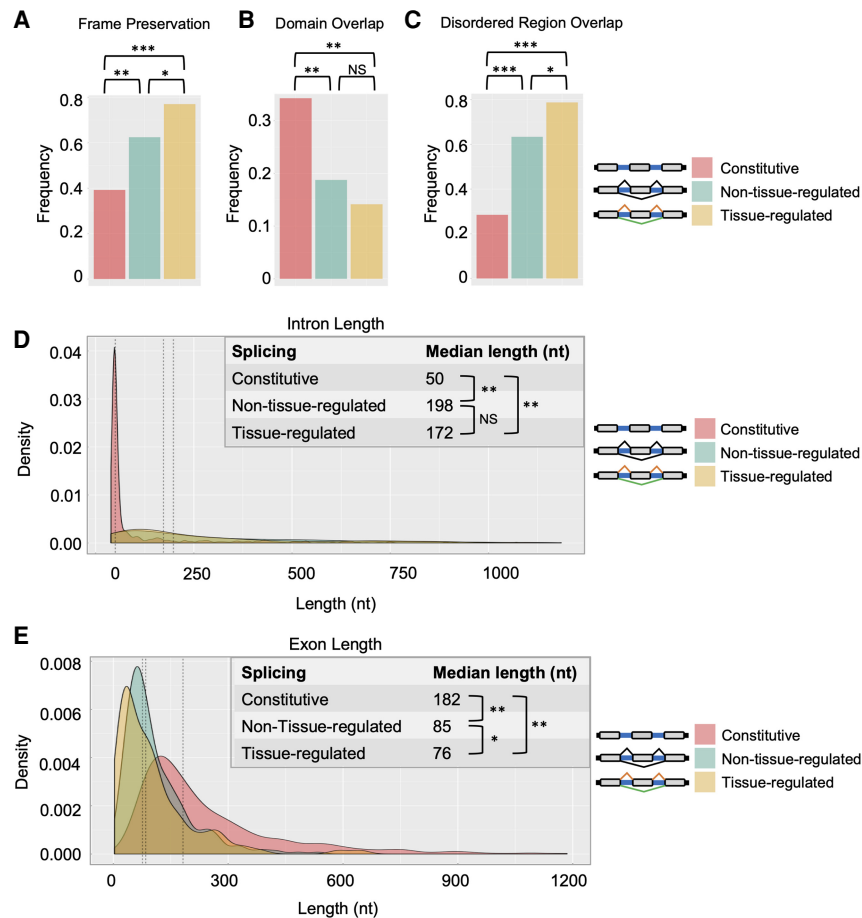 A
Frame Preservation
***
**
*
Frequency
0.8
0.6
0.4
0.2
0
B
Domain Overlap
**
**
NS
Frequency
0.3
0.2
0.1
0
C
Disordered Region Overlap
***
***
*
Frequency
0.8
0.6
0.4
0.2
0
Constitutive
Non-tissue-regulated
Tissue-regulated
D
Intron Length
Density
0.04
0.03
0.02
0.01
0.00
Splicing Median length (nt)
Constitutive 50
Non-tissue-regulated 198
Tissue-regulated 172
**
NS
**
0 250 500 750 1000
Length (nt)
Constitutive
Non-tissue-regulated
Tissue-regulated
E
Exon Length
Density
0.008
0.006
0.004
0.002
0.000
Splicing Median length (nt)
Constitutive 182
Non-Tissue-regulated 85
Tissue-regulated 76
**
*
**
0 300 600 900 1200
Length (nt)
Constitutive
Non-tissue-regulated
Tissue-regulated